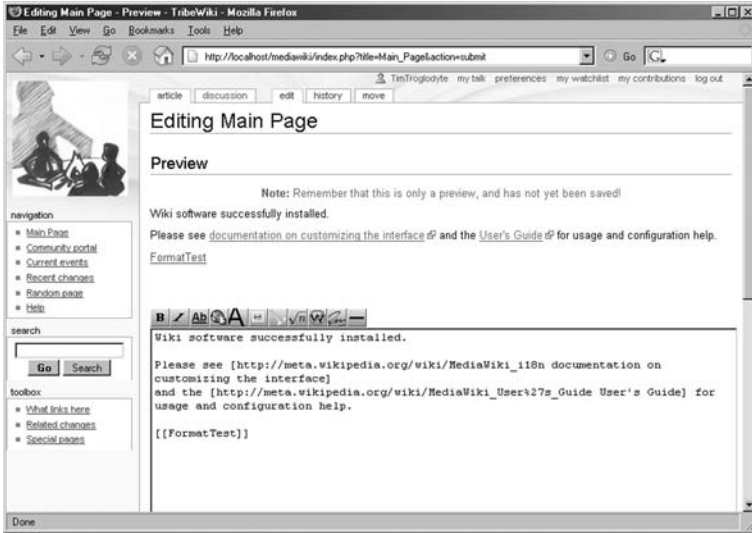 Editing Main Page - Preview - TribeWiki - Mozilla Firefox
File Edit View Go Bookmarks Tools Help
http://localhost/mediawiki/index.php?title=Main_Page&action=submit Go G
TimTroglodyte my talk preferences my watchlist my contributions log out
article discussion edit history move
Editing Main Page
Preview
Note: Remember that this is only a preview, and has not yet been saved!
Wiki software successfully installed.
Please see documentation on customizing the interface and the User's Guide for usage and configuration help.
FormatTest
navigation
Main Page
Community portal
Current events
Recent changes
Random page
Help
search
Go Search
toolbox
What links here
Related changes
Special pages
B I Ab A √n W
Wiki software successfully installed.
Please see [http://meta.wikipedia.org/wiki/MediaWiki_i18n documentation on
customizing the interface]
and the [http://meta.wikipedia.org/wiki/MediaWiki_User%27s_Guide User's Guide] for
usage and configuration help.
[[FormatTest]]
Done